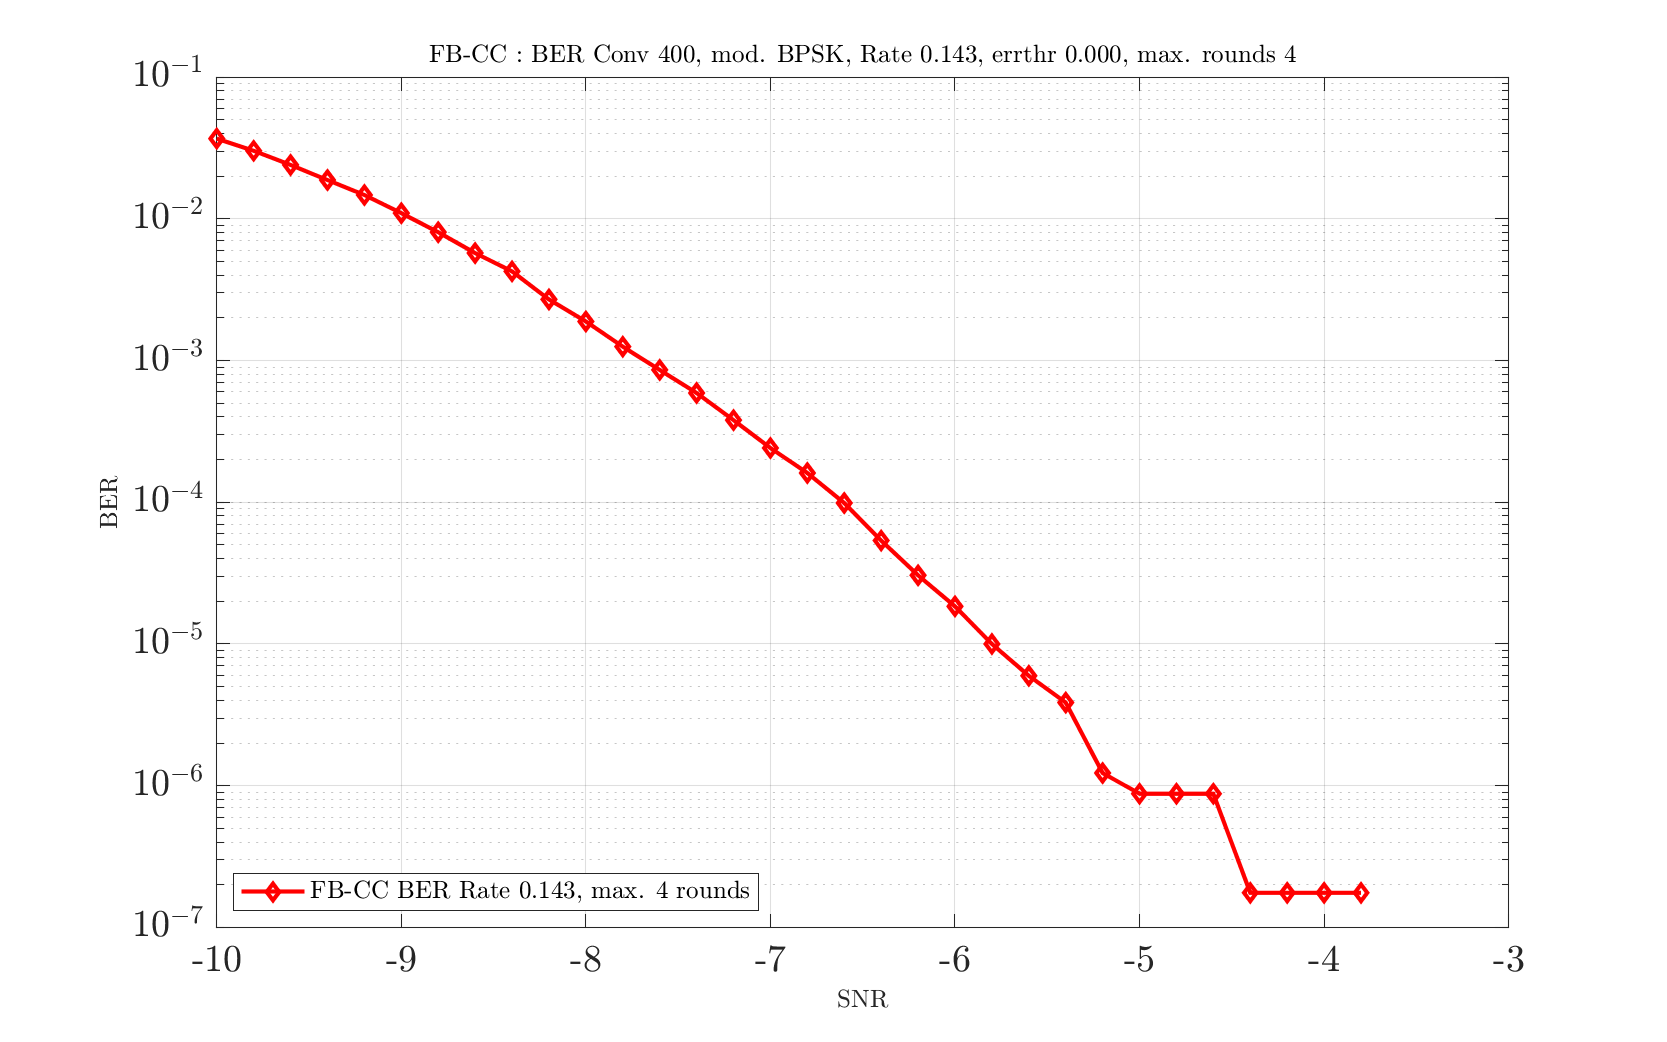 FB-CC : BER Conv 400, mod. BPSK, Rate 0.143, errthr 0.000, max. rounds 4
10⁻¹
10⁻²
10⁻³
10⁻⁴
10⁻⁵
10⁻⁶
10⁻⁷
BER
FB-CC BER Rate 0.143, max. 4 rounds
-10 -9 -8 -7 -6 -5 -4 -3
SNR